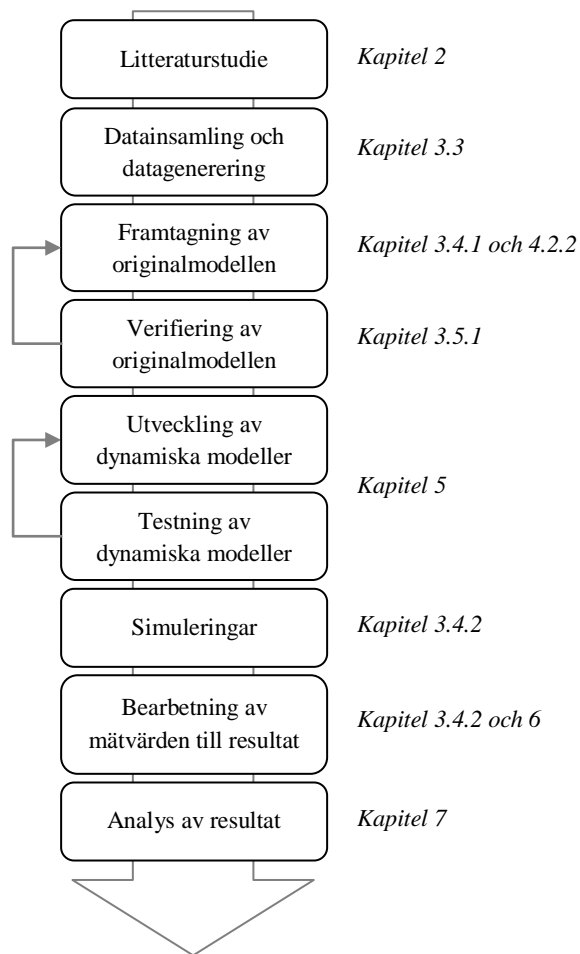 Litteraturstudie
Kapitel 2
Datainsamling och
datagenerering
Kapitel 3.3
Framtagning av
originalmodellen
Kapitel 3.4.1 och 4.2.2
Verifiering av
originalmodellen
Kapitel 3.5.1
Utveckling av
dynamiska modeller
Kapitel 5
Testning av
dynamiska modeller
Simuleringar
Kapitel 3.4.2
Bearbetning av
mätvärden till resultat
Kapitel 3.4.2 och 6
Analys av resultat
Kapitel 7